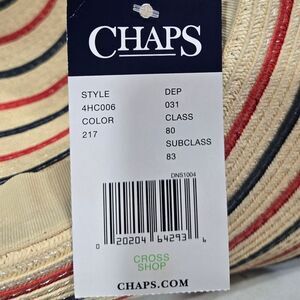 CHAPS
STYLE DEP
4HC006 031
COLOR CLASS
217 80
SUBCLASS
83
DNS1004
0 20204 64293 6
CROSS
SHOP
CHAPS.COM